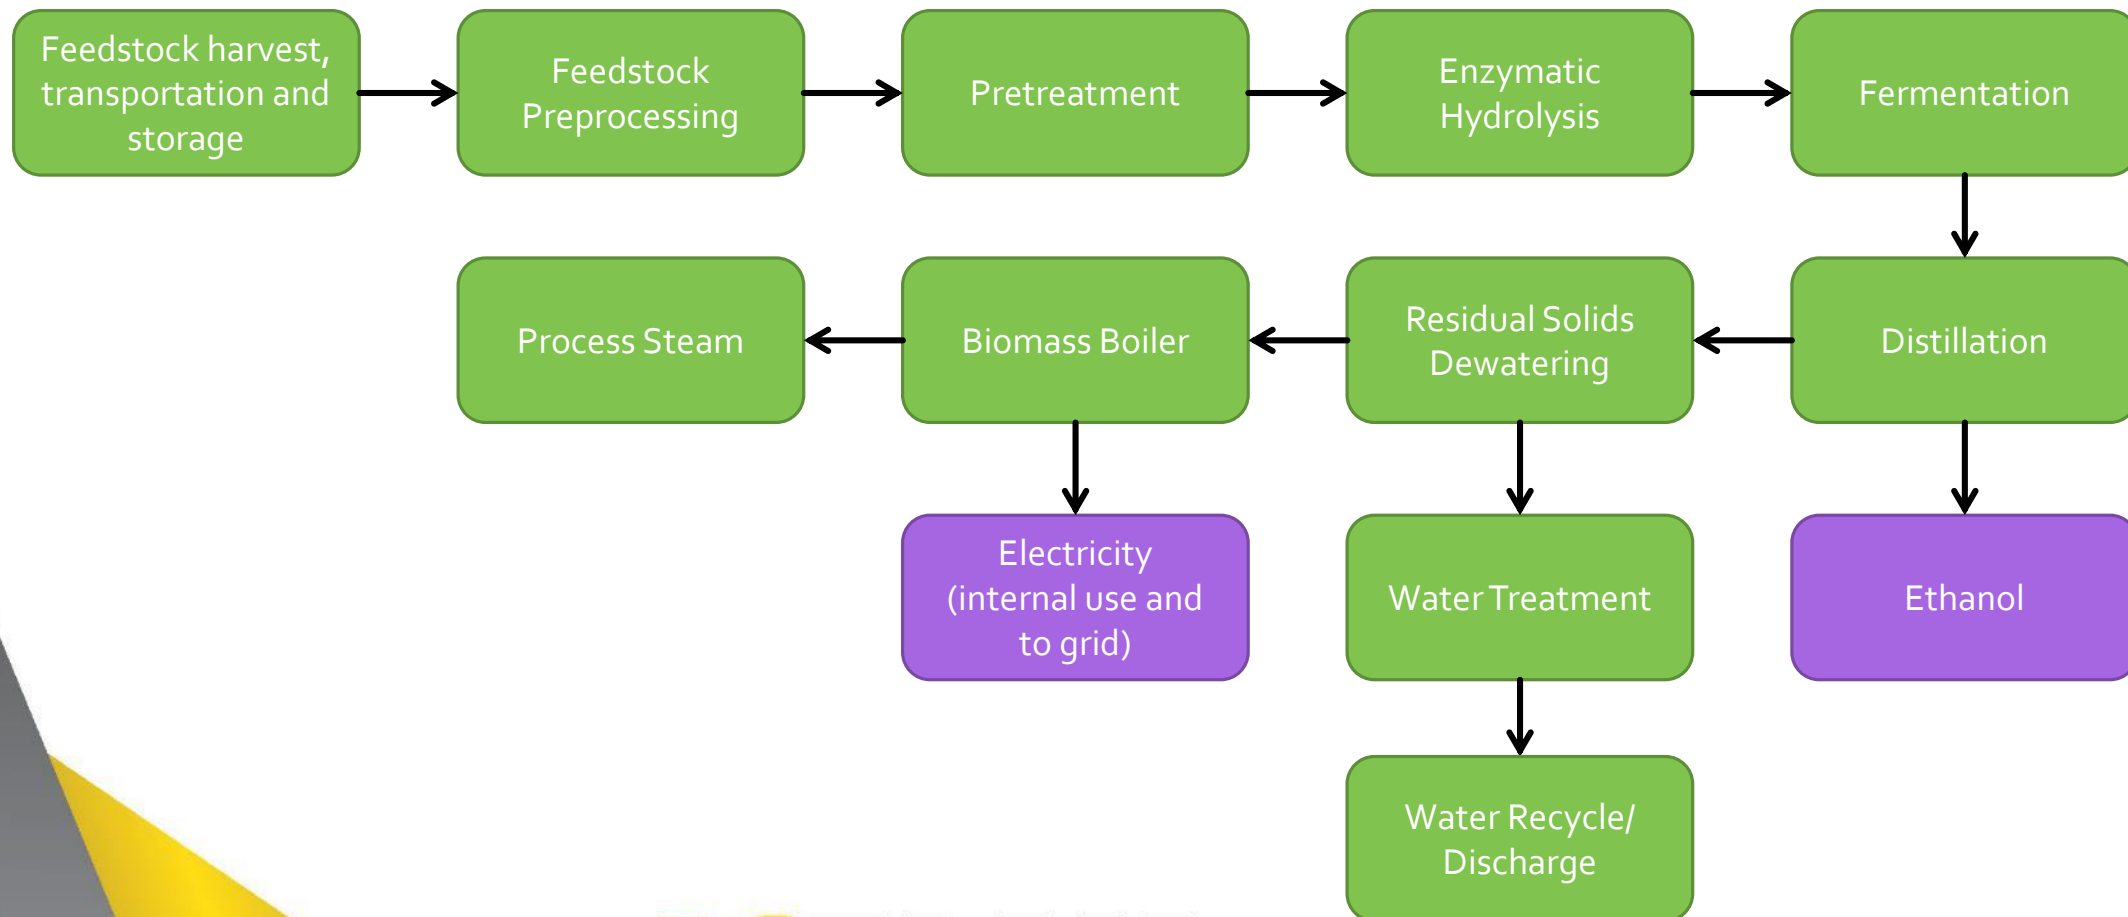 Feedstock harvest,
transportation and
storage
Feedstock
Preprocessing
Pretreatment
Enzymatic
Hydrolysis
Fermentation
Process Steam
Biomass Boiler
Residual Solids
Dewatering
Distillation
Electricity
(internal use and
to grid)
Water Treatment
Ethanol
Water Recycle/
Discharge